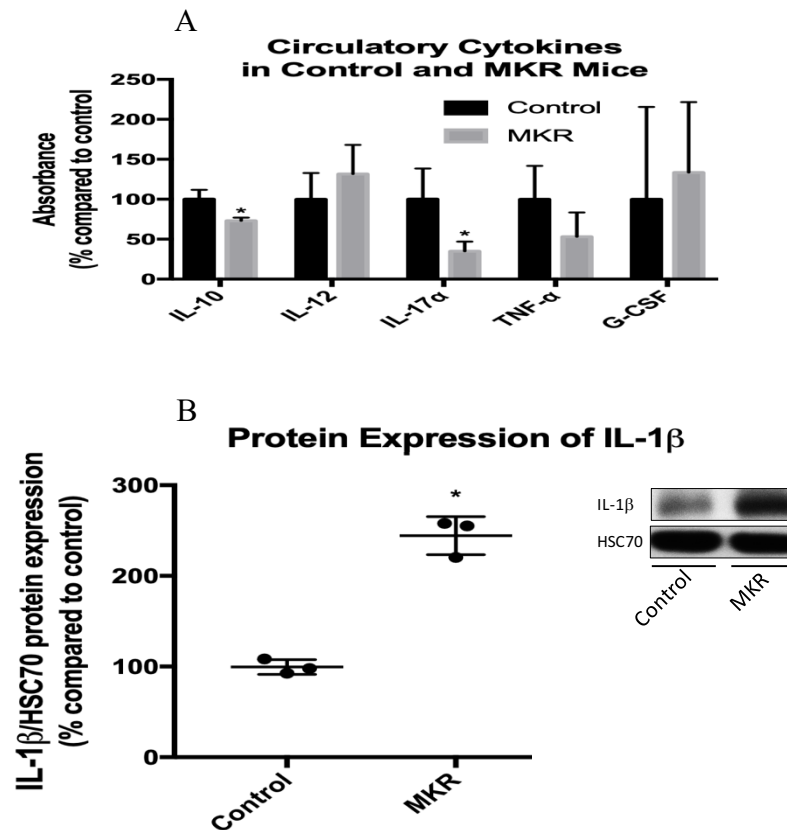 A
Circulatory Cytokines
in Control and MKR Mice
Absorbance
(% compared to control)
250
200
150
100
50
0
Control
MKR
*
*
IL-10
IL-12
IL-17α
TNF-α
G-CSF
B
Protein Expression of IL-1β
IL-1β/HSC70 protein expression
(% compared to control)
300
200
100
0
*
Control
MKR
IL-1β
HSC70
Control
MKR